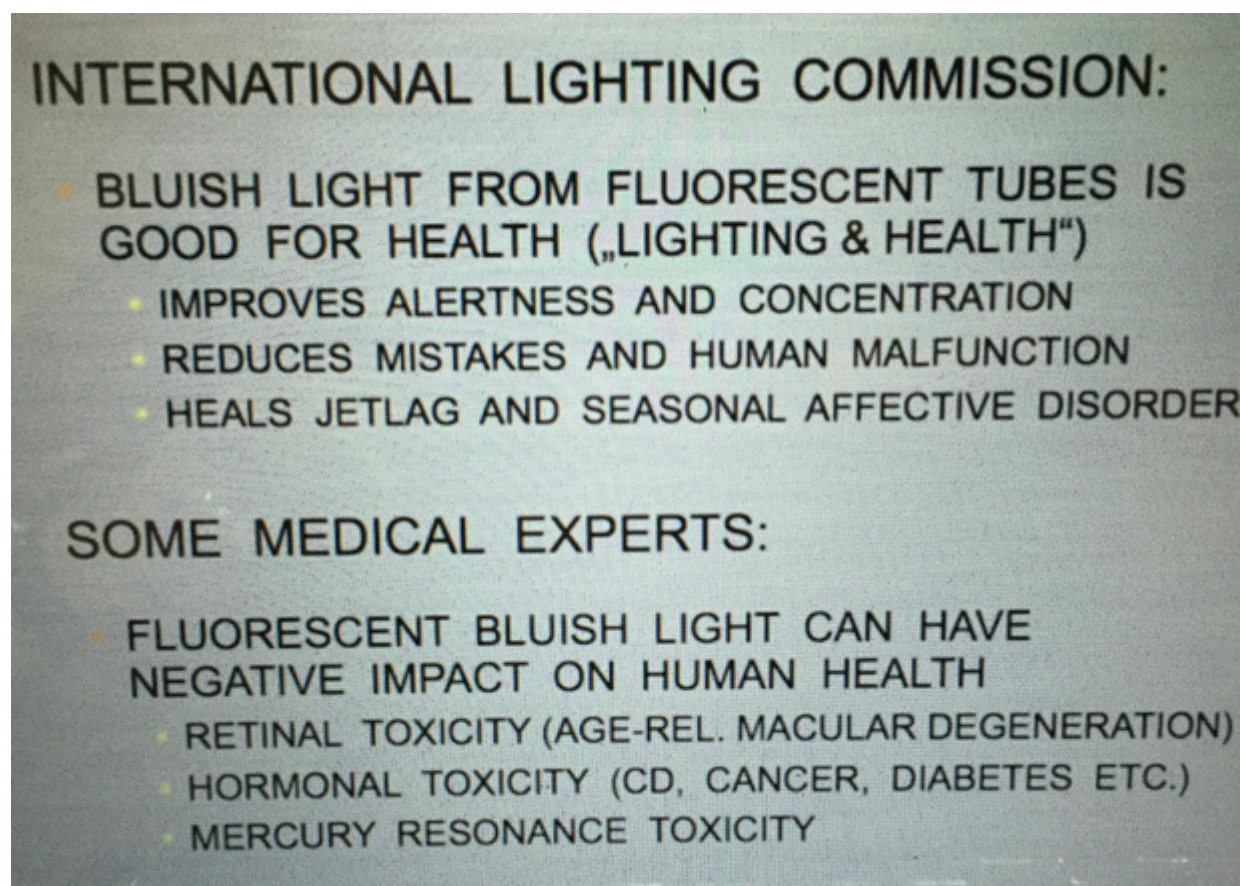 INTERNATIONAL LIGHTING COMMISSION:
BLUISH LIGHT FROM FLUORESCENT TUBES IS
GOOD FOR HEALTH („LIGHTING & HEALTH“)
IMPROVES ALERTNESS AND CONCENTRATION
REDUCES MISTAKES AND HUMAN MALFUNCTION
HEALS JETLAG AND SEASONAL AFFECTIVE DISORDER
SOME MEDICAL EXPERTS:
FLUORESCENT BLUISH LIGHT CAN HAVE
NEGATIVE IMPACT ON HUMAN HEALTH
RETINAL TOXICITY (AGE-REL. MACULAR DEGENERATION)
HORMONAL TOXICITY (CD, CANCER, DIABETES ETC.)
MERCURY RESONANCE TOXICITY